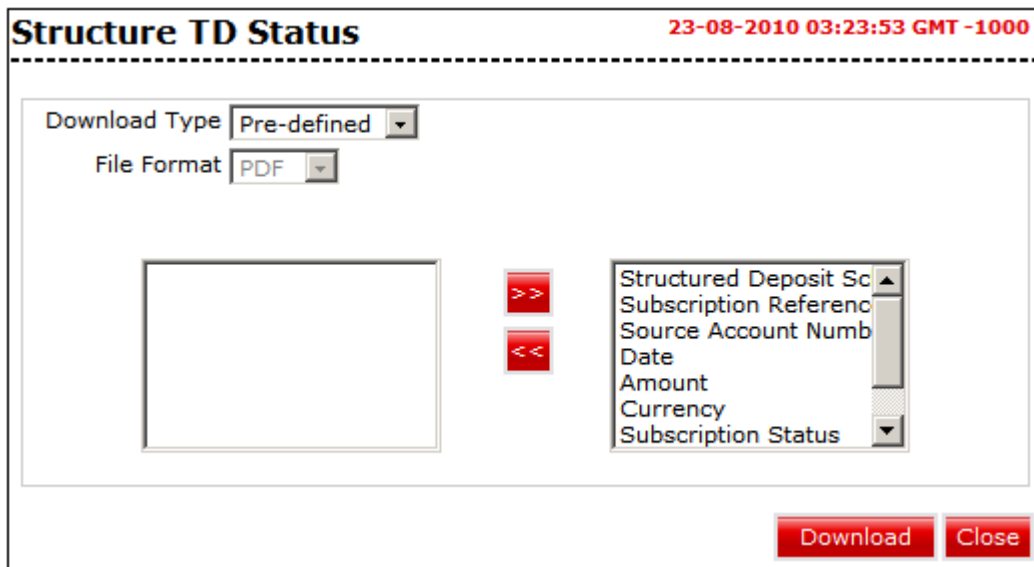 Structure TD Status
23-08-2010 03:23:53 GMT -1000
Download Type Pre-defined
File Format PDF
>>
<<
Structured Deposit Sc
Subscription Referenc
Source Account Numb
Date
Amount
Currency
Subscription Status
Download Close